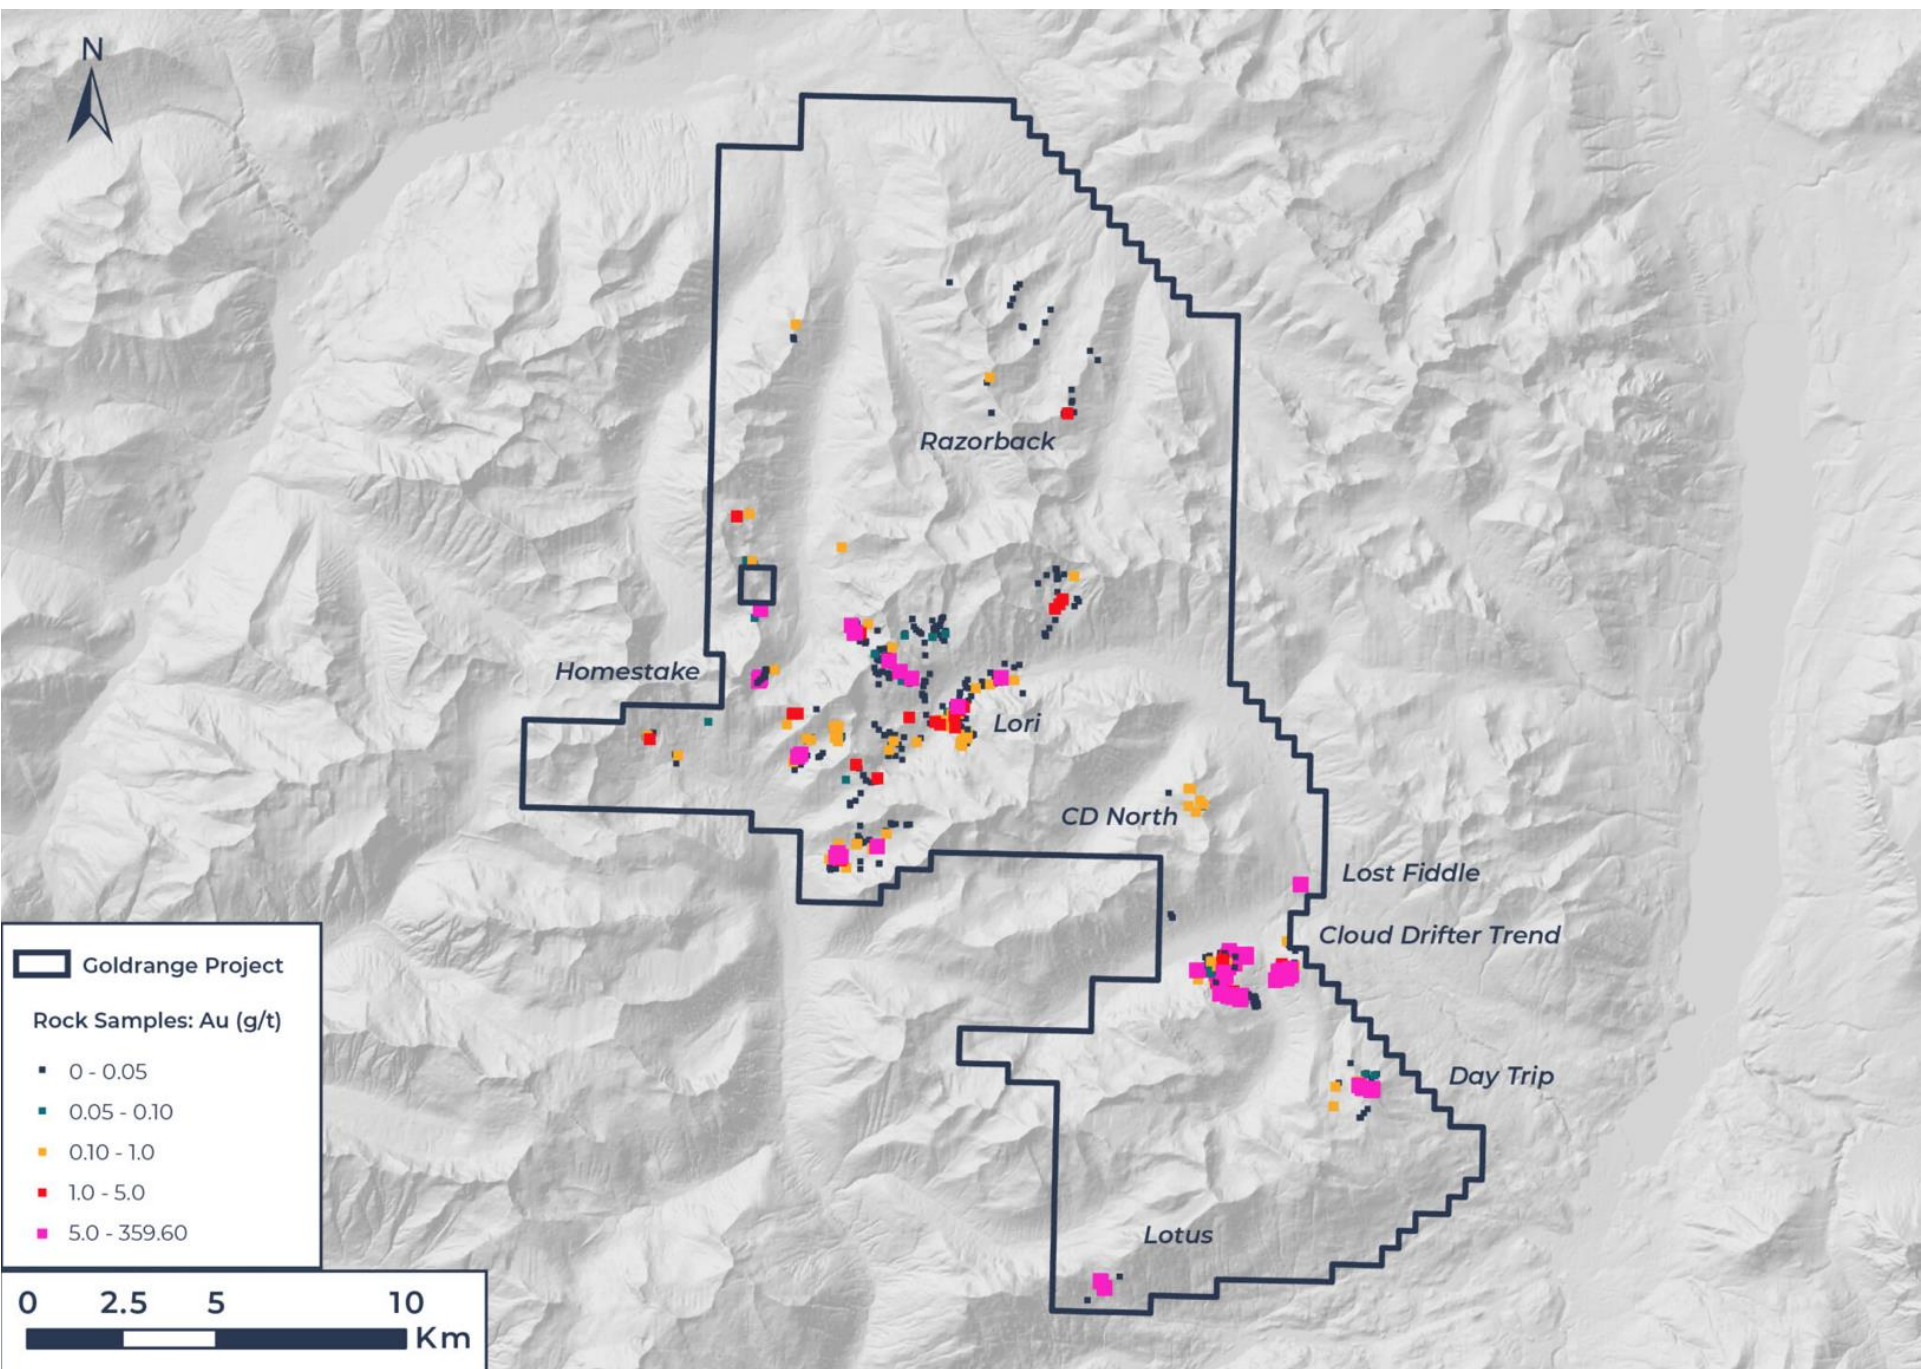 N
Razorback
Homestake
Lori
CD North
Lost Fiddle
Cloud Drifter Trend
Day Trip
Lotus
Goldrange Project
Rock Samples: Au (g/t)
0 - 0.05
0.05 - 0.10
0.10 - 1.0
1.0 - 5.0
5.0 - 359.60
0 2.5 5 10
Km